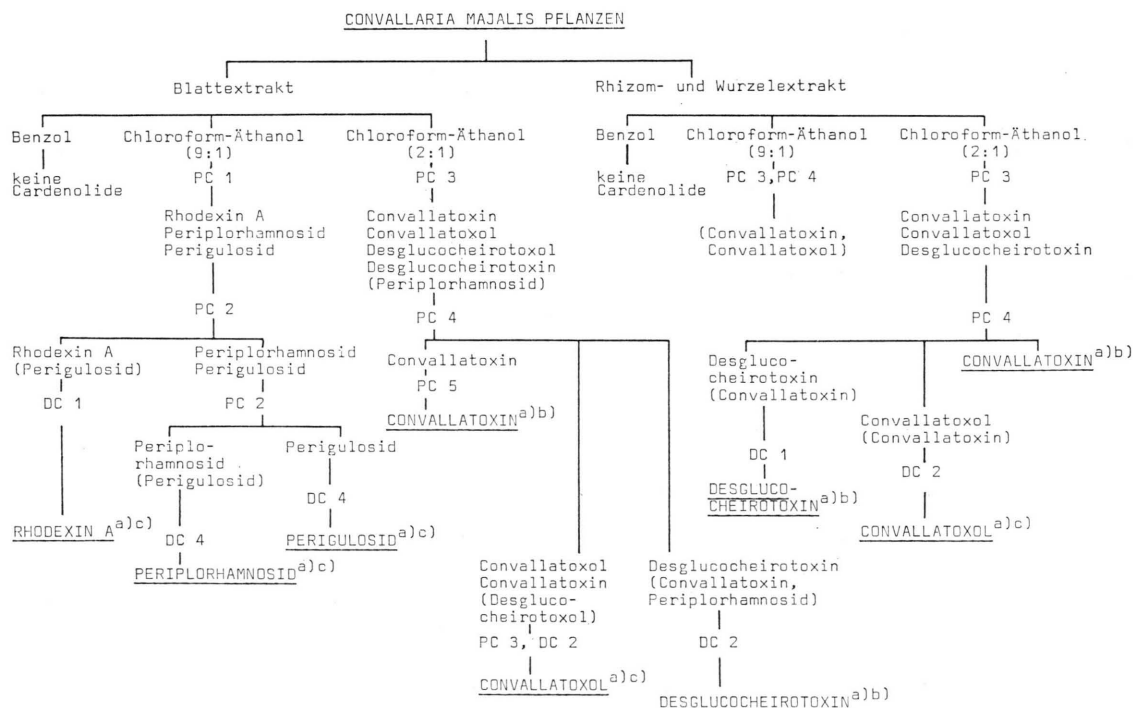 CONVALLARIA MAJALIS PFLANZEN
Blattextrakt
Rhizom- und Wurzelextrakt
Benzol
Chloroform-Äthanol
(9:1)
Chloroform-Äthanol
(2:1)
Benzol
Chloroform-Äthanol
(9:1)
Chloroform-Äthanol.
(2:1)
keine
Cardenolide
PC 1
PC 3
keine
Cardenolide
PC 3, PC 4
PC 3
Rhodexin A
Periplorhamnosid
Perigulosid
Convallatoxin
Convallatoxol
Desglucocheirotoxol
Desglucocheirotoxin
(Periplorhamnosid)
(Convallatoxin,
Convallatoxol)
Convallatoxin
Convallatoxol
Desglucocheirotoxin
PC 2
PC 4
PC 4
Rhodexin A
(Perigulosid)
Periplorhamnosid
Perigulosid
Convallatoxin
Desgluco-
cheirotoxin
(Convallatoxin)
CONVALLATOXIN a)b)
DC 1
PC 2
PC 5
CONVALLATOXIN a)b)
Convallatoxol
(Convallatoxin)
Periplo-
rhamnosid
(Perigulosid)
Perigulosid
DC 1
DC 2
DC 4
DESGLUCO-
CHEIROTOXIN a)b)
RHODEXIN A a)c)
DC 4
PERIGULOSID a)c)
CONVALLATOXOL a)c)
PERIPLORHAMNOSID a)c)
Convallatoxol
Convallatoxin
(Desgluco-
cheirotoxol)
Desglucocheirotoxin
(Convallatoxin,
Periplorhamnosid)
PC 3, DC 2
DC 2
CONVALLATOXOL a)c)
DESGLUCOCHEIROTOXIN a)b)